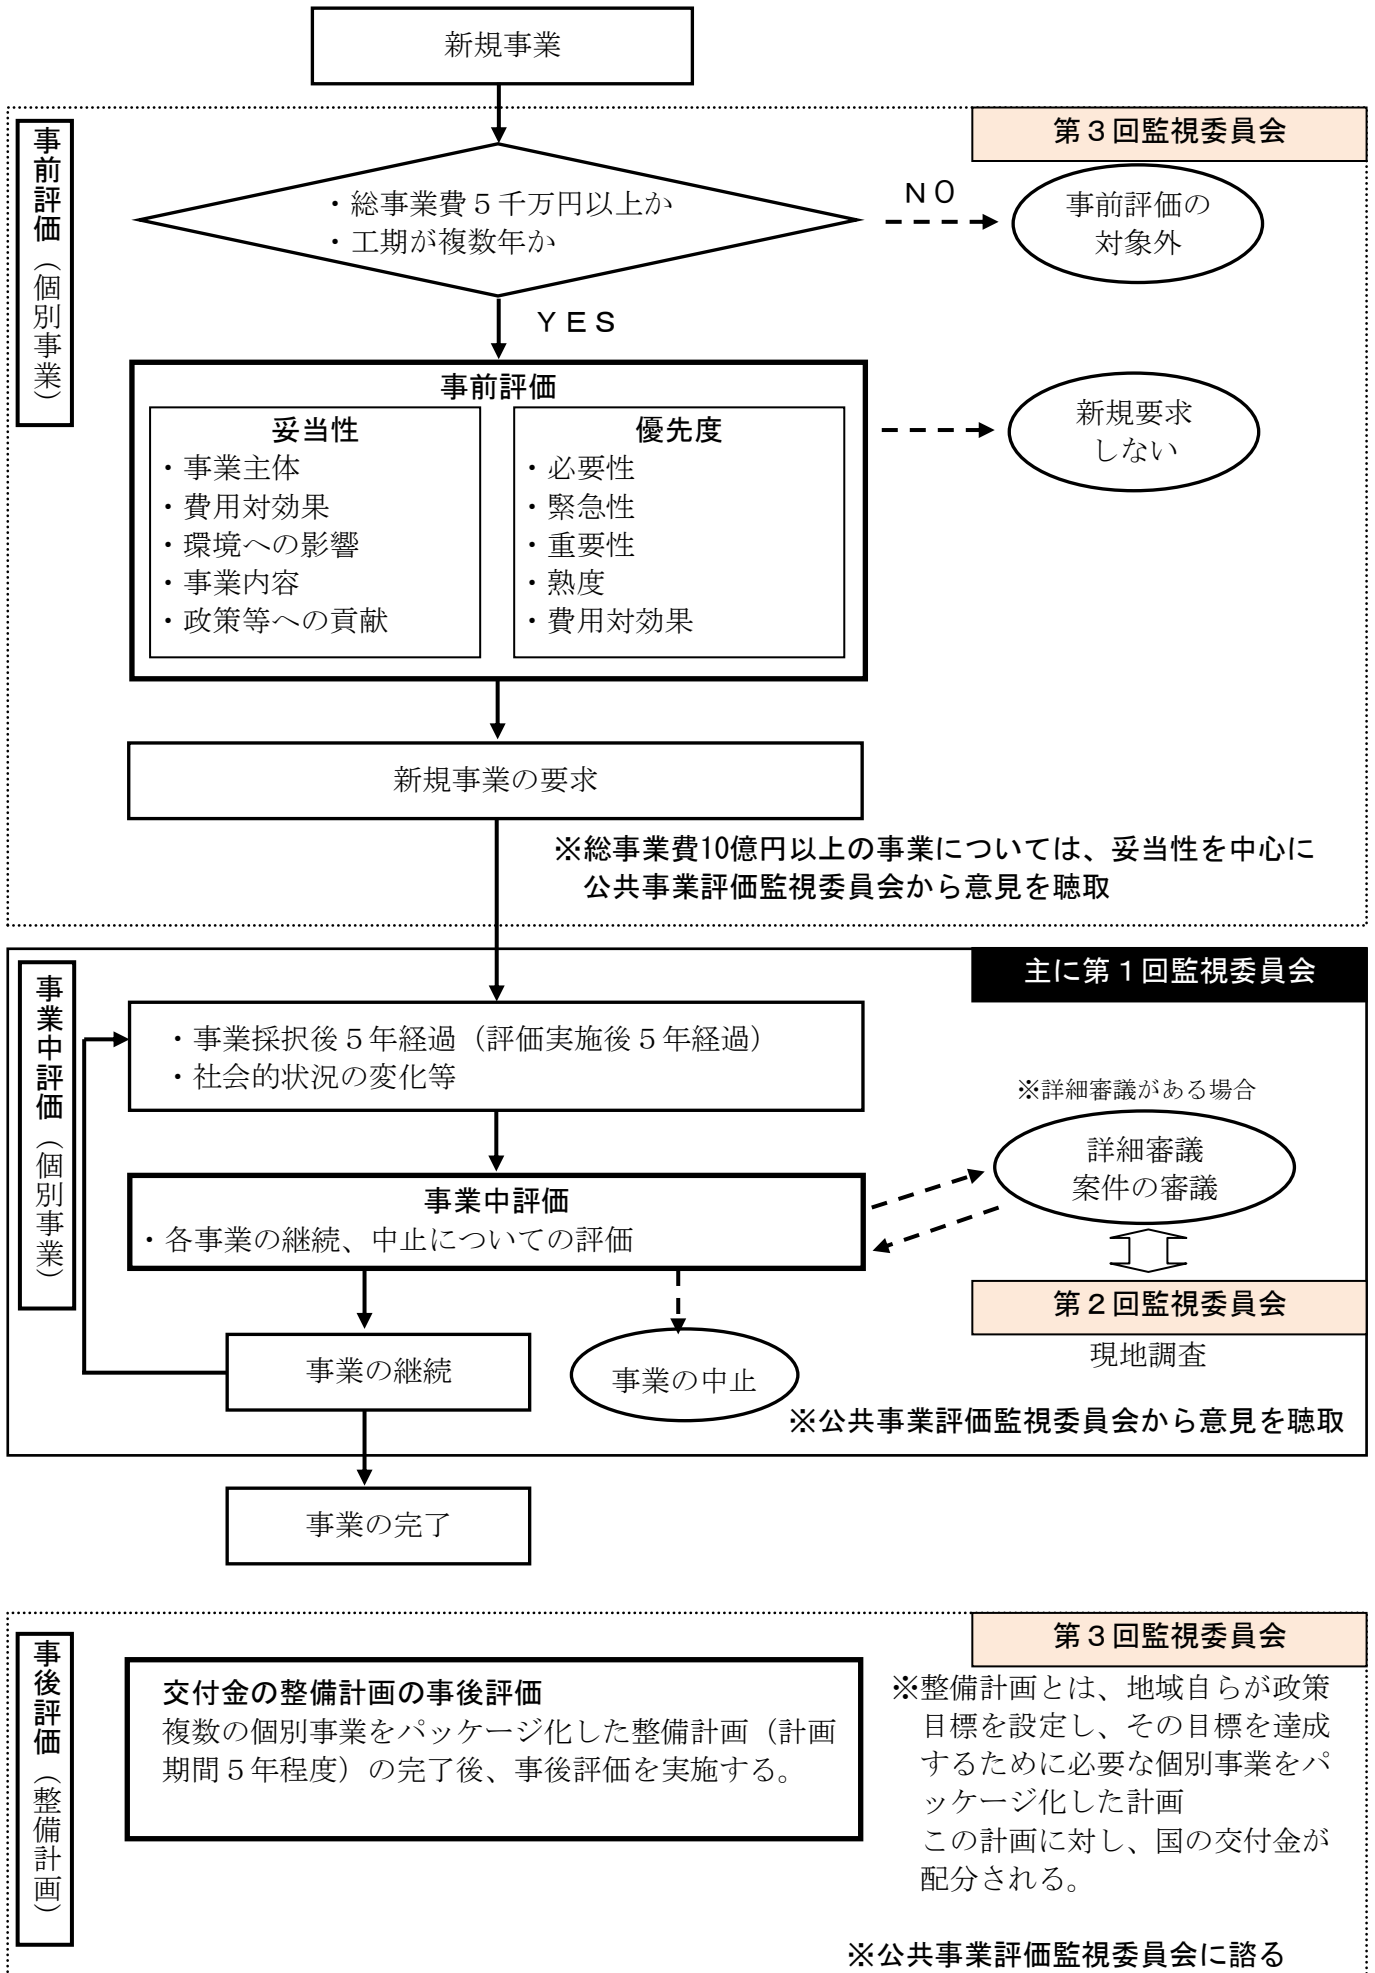 新規事業
第３回監視委員会
事前評価（個別事業）
・総事業費５千万円以上か
・工期が複数年か
ＮＯ
事前評価の
対象外
ＹＥＳ
事前評価
妥当性
・事業主体
・費用対効果
・環境への影響
・事業内容
・政策等への貢献
優先度
・必要性
・緊急性
・重要性
・熟度
・費用対効果
新規要求
しない
新規事業の要求
※総事業費10億円以上の事業については、妥当性を中心に
公共事業評価監視委員会から意見を聴取
主に第１回監視委員会
事業中評価（個別事業）
・事業採択後５年経過（評価実施後５年経過）
・社会的状況の変化等
※詳細審議がある場合
詳細審議
案件の審議
事業中評価
・各事業の継続、中止についての評価
第２回監視委員会
現地調査
事業の継続
事業の中止
※公共事業評価監視委員会から意見を聴取
事業の完了
第３回監視委員会
事後評価（整備計画）
交付金の整備計画の事後評価
複数の個別事業をパッケージ化した整備計画（計画
期間５年程度）の完了後、事後評価を実施する。
※整備計画とは、地域自らが政策
目標を設定し、その目標を達成
するために必要な個別事業をパ
ッケージ化した計画
この計画に対し、国の交付金が
配分される。
※公共事業評価監視委員会に諮る